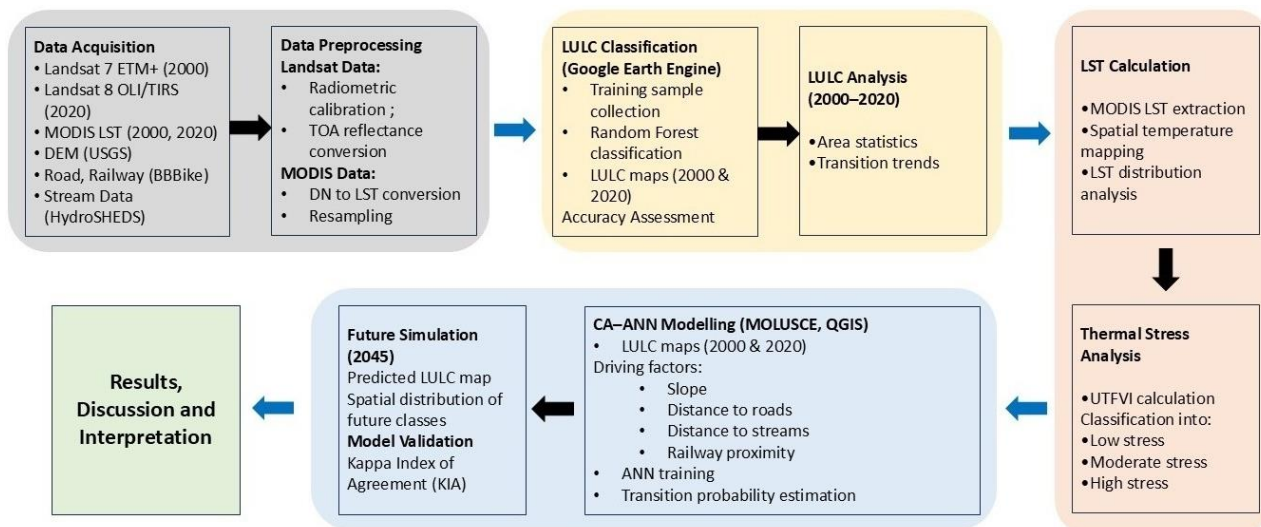 Data Acquisition
• Landsat 7 ETM+ (2000)
• Landsat 8 OLI/TIRS
(2020)
• MODIS LST (2000, 2020)
• DEM (USGS)
• Road, Railway (BBBike)
• Stream Data
(HydroSHEDS)
Data Preprocessing
Landsat Data:
• Radiometric
calibration ;
• TOA reflectance
conversion
MODIS Data:
• DN to LST conversion
• Resampling
LULC Classification
(Google Earth Engine)
• Training sample
collection
• Random Forest
classification
• LULC maps (2000 &
2020)
Accuracy Assessment
LULC Analysis
(2000–2020)
• Area statistics
• Transition trends
LST Calculation
•MODIS LST extraction
•Spatial temperature
mapping
•LST distribution
analysis
Thermal Stress
Analysis
•UTFVI calculation
Classification into:
•Low stress
•Moderate stress
•High stress
CA–ANN Modelling (MOLUSCE, QGIS)
• LULC maps (2000 & 2020)
Driving factors:
• Slope
• Distance to roads
• Distance to streams
• Railway proximity
• ANN training
• Transition probability estimation
Future Simulation
(2045)
Predicted LULC map
Spatial distribution of
future classes
Model Validation
Kappa Index of
Agreement (KIA)
Results,
Discussion and
Interpretation